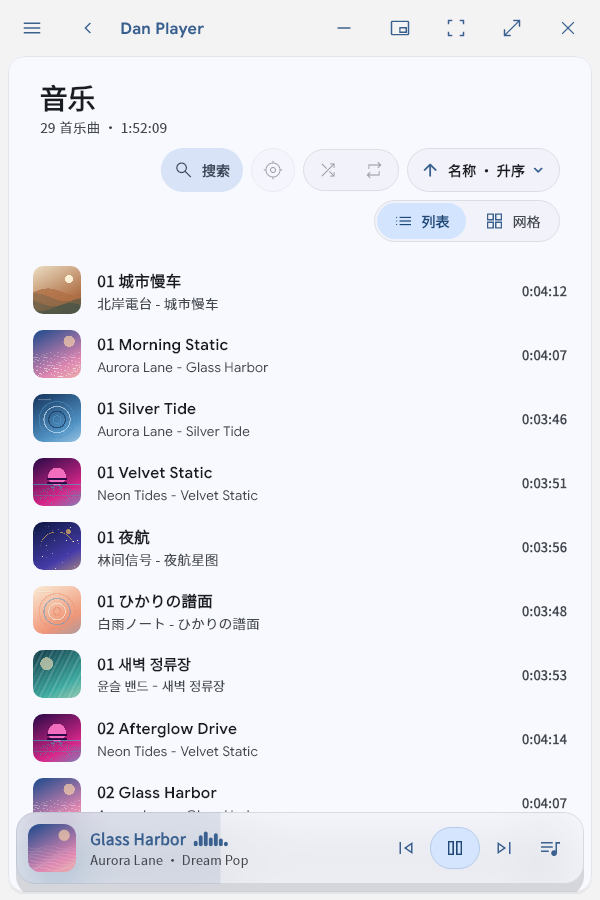 Dan Player
音乐
29 首乐曲 • 1:52:09
搜索
名称 • 升序
列表
网格
01 城市慢车
北岸電台 - 城市慢车
0:04:12
01 Morning Static
Aurora Lane - Glass Harbor
0:04:07
01 Silver Tide
Aurora Lane - Silver Tide
0:03:46
01 Velvet Static
Neon Tides - Velvet Static
0:03:51
01 夜航
林间信号 - 夜航星图
0:03:56
01 ひかりの譜面
白雨ノート - ひかりの譜面
0:03:48
01 새벽 정류장
윤슬 밴드 - 새벽 정류장
0:03:53
02 Afterglow Drive
Neon Tides - Velvet Static
0:04:14
02 Glass Harbor
0:04:07
Glass Harbor
Aurora Lane • Dream Pop